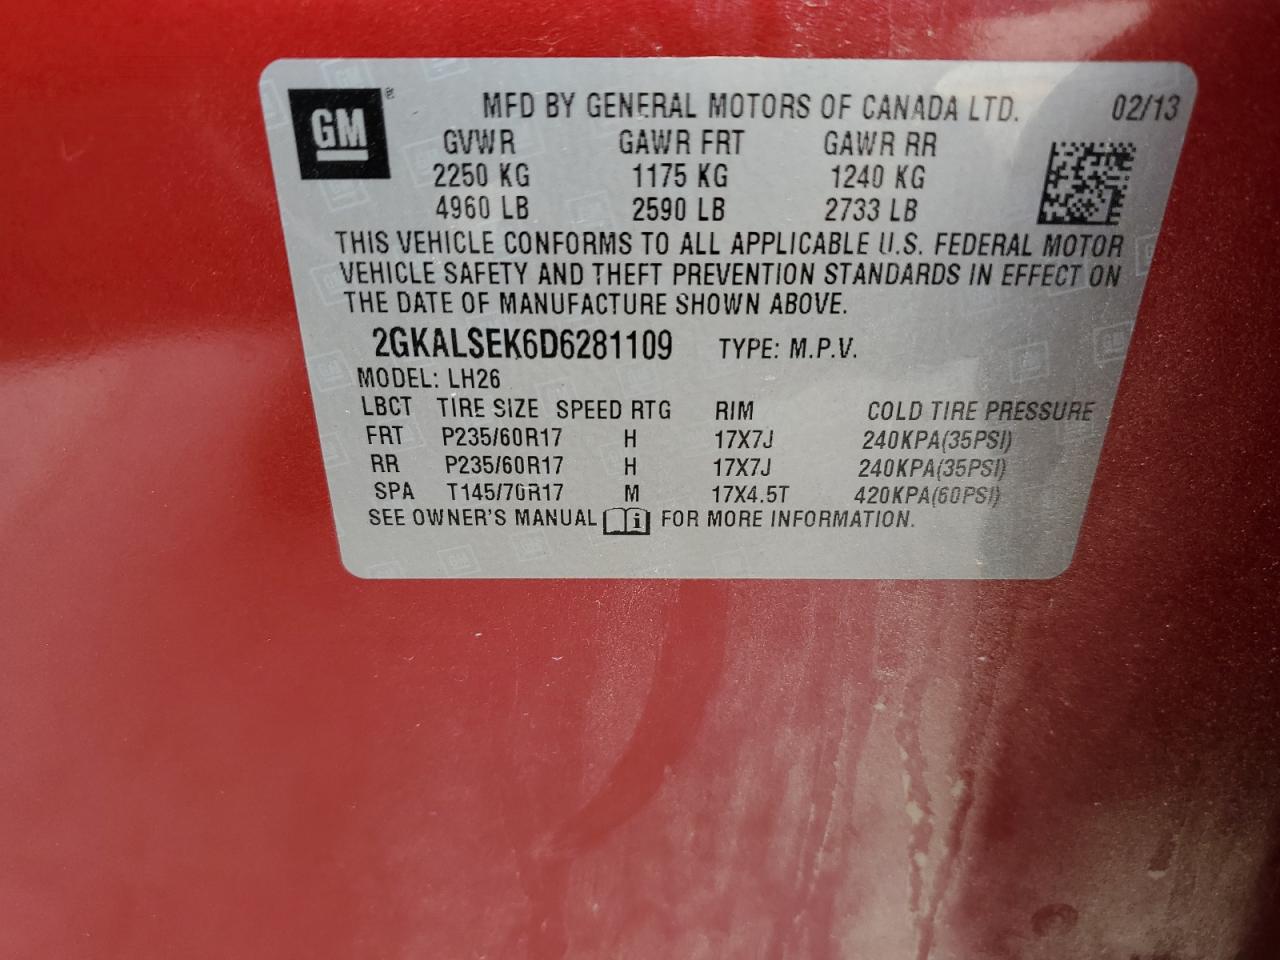 GM
MFD BY GENERAL MOTORS OF CANADA LTD. 02/13
GVWR GAWR FRT GAWR RR
2250 KG 1175 KG 1240 KG
4960 LB 2590 LB 2733 LB
THIS VEHICLE CONFORMS TO ALL APPLICABLE U.S. FEDERAL MOTOR
VEHICLE SAFETY AND THEFT PREVENTION STANDARDS IN EFFECT ON
THE DATE OF MANUFACTURE SHOWN ABOVE.
2GKALSEK6D6281109 TYPE: M.P.V.
MODEL: LH26
LBCT TIRE SIZE SPEED RTG RIM COLD TIRE PRESSURE
FRT P235/60R17 H 17X7J 240KPA(35PSI)
RR P235/60R17 H 17X7J 240KPA(35PSI)
SPA T145/70R17 M 17X4.5T 420KPA(60PSI)
SEE OWNER'S MANUAL i FOR MORE INFORMATION.